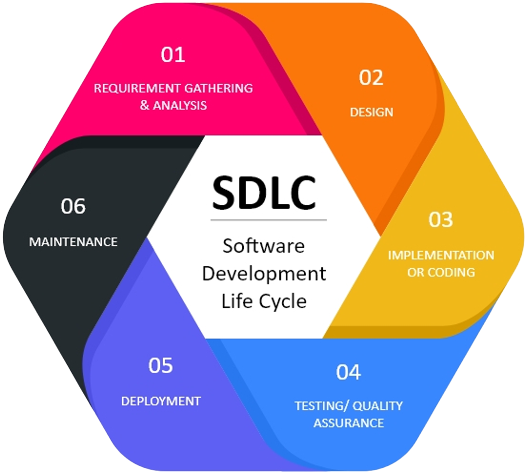 01
REQUIREMENT GATHERING
& ANALYSIS
02
DESIGN
03
IMPLEMENTATION
OR CODING
04
TESTING/ QUALITY
ASSURANCE
05
DEPLOYMENT
06
MAINTENANCE
SDLC
Software
Development
Life Cycle